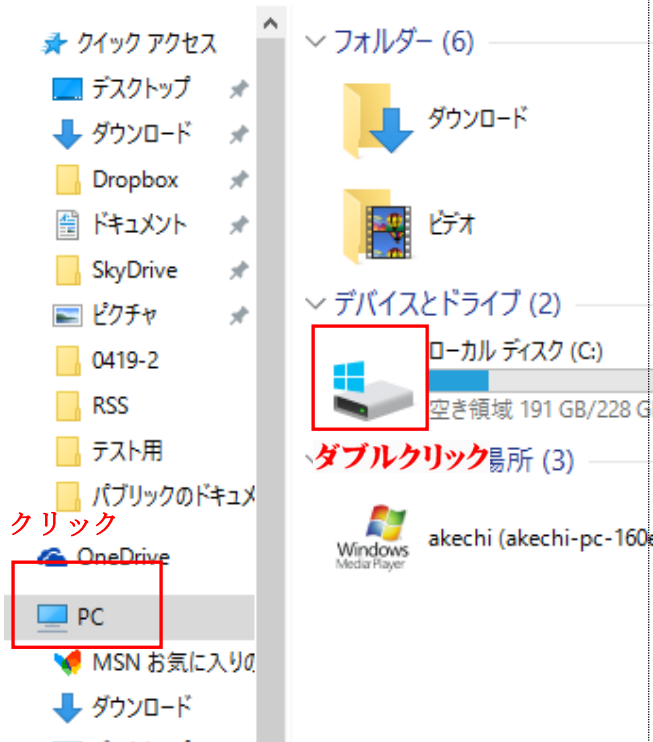 クイック アクセス
デスクトップ
ダウンロード
Dropbox
ドキュメント
SkyDrive
ピクチャ
0419-2
RSS
テスト用
パブリックのドキュメ
クリック
OneDrive
PC
MSN お気に入りの
ダウンロード
フォルダー (6)
ダウンロード
ビデオ
デバイスとドライブ (2)
ローカル ディスク (C:)
空き領域 191 GB/228 G
ダブルクリック
場所 (3)
Windows
Media Player
akechi (akechi-pc-160